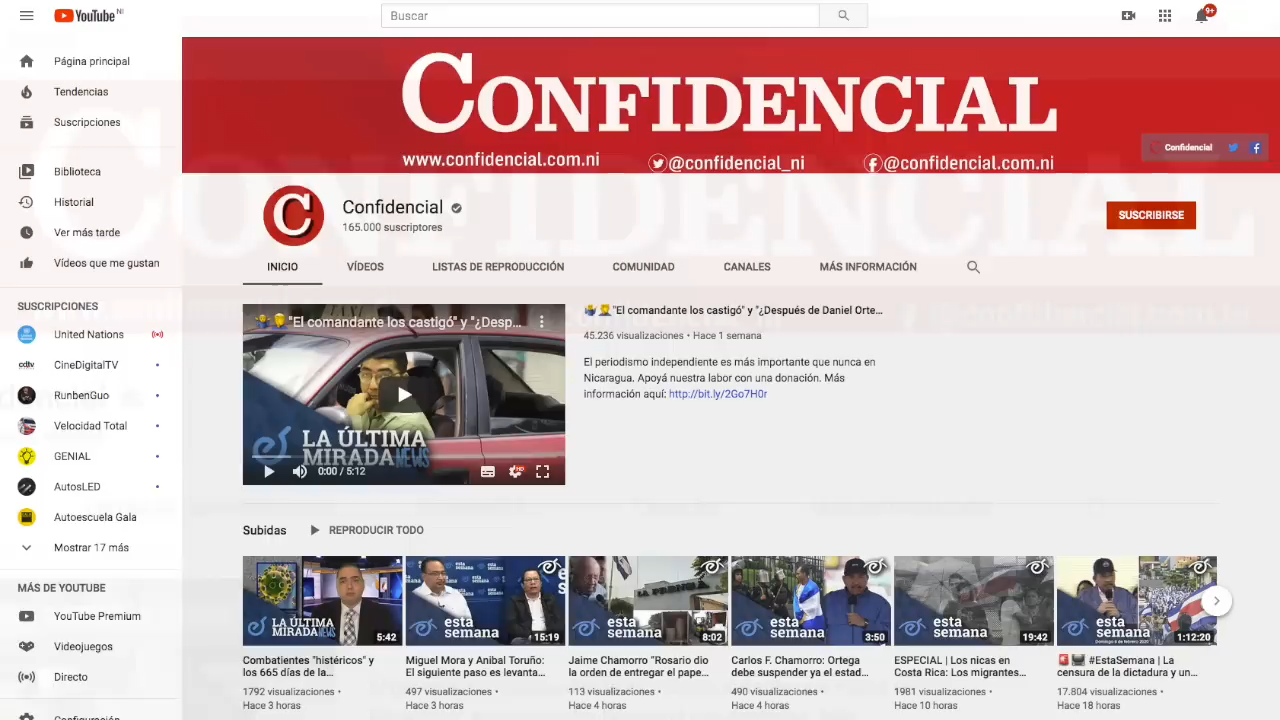 YouTube NI
Buscar
9+
Página principal
Tendencias
Suscripciones
Biblioteca
Historial
Ver más tarde
Vídeos que me gustan
SUSCRIPCIONES
United Nations
CineDigitalTV
RunbenGuo
Velocidad Total
GENIAL
AutosLED
Autoescuela Gala
Mostrar 17 más
MÁS DE YOUTUBE
YouTube Premium
Videojuegos
Directo
Configuración
CONFIDENCIAL
www.confidencial.com.ni @confidencial_ni @confidencial.com.ni
Confidencial
C
Confidencial
165.000 suscriptores
SUSCRIBIRSE
INICIO VÍDEOS LISTAS DE REPRODUCCIÓN COMUNIDAD CANALES MÁS INFORMACIÓN
"El comandante los castigó" y "¿Desp...
LA ÚLTIMA
MIRADA NEWS
0:00 / 5:12
HD
"El comandante los castigó" y "¿Después de Daniel Orte...
45.236 visualizaciones • Hace 1 semana
El periodismo independiente es más importante que nunca en
Nicaragua. Apoyá nuestra labor con una donación. Más
información aquí: http://bit.ly/2Go7H0r
Subidas REPRODUCIR TODO
LA ÚLTIMA
MIRADA NEWS
5:42
Combatientes "histéricos" y
los 665 días de la...
1792 visualizaciones •
Hace 3 horas
esta
semana
15:19
Miguel Mora y Anibal Toruño:
El siguiente paso es levanta...
497 visualizaciones •
Hace 3 horas
esta
semana
8:02
Jaime Chamorro "Rosario dio
la orden de entregar el pape...
113 visualizaciones •
Hace 4 horas
esta
semana
3:50
Carlos F. Chamorro: Ortega
debe suspender ya el estad...
490 visualizaciones •
Hace 4 horas
esta
semana
19:42
ESPECIAL | Los nicas en
Costa Rica: Los migrantes...
1981 visualizaciones •
Hace 10 horas
esta
semana
1:12:20
#EstaSemana | La
censura de la dictadura y un...
17.804 visualizaciones •
Hace 18 horas